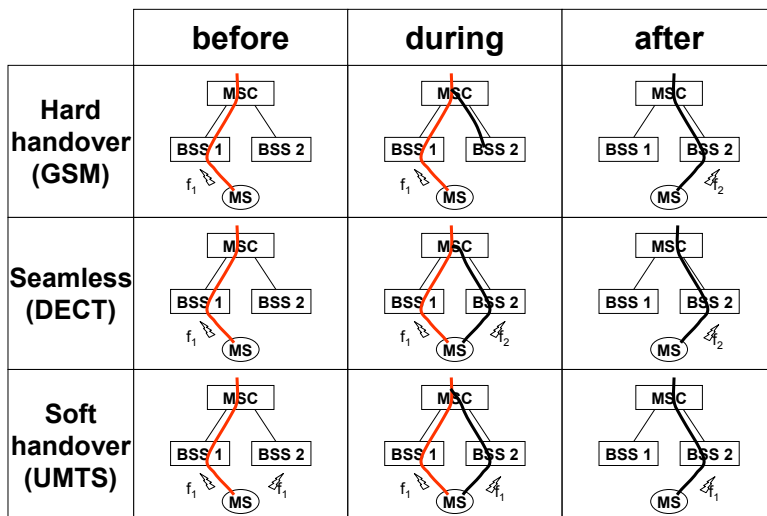 before during after
Hard
handover
(GSM)
MSC
BSS 1 BSS 2
f1
MS
MSC
BSS 1 BSS 2
f1
MS
MSC
BSS 1 BSS 2
f2
MS
Seamless
(DECT)
MSC
BSS 1 BSS 2
f1
MS
MSC
BSS 1 BSS 2
f1 f2
MS
MSC
BSS 1 BSS 2
f2
MS
Soft
handover
(UMTS)
MSC
BSS 1 BSS 2
f1 f1
MS
MSC
BSS 1 BSS 2
f1 f1
MS
MSC
BSS 1 BSS 2
f1
MS